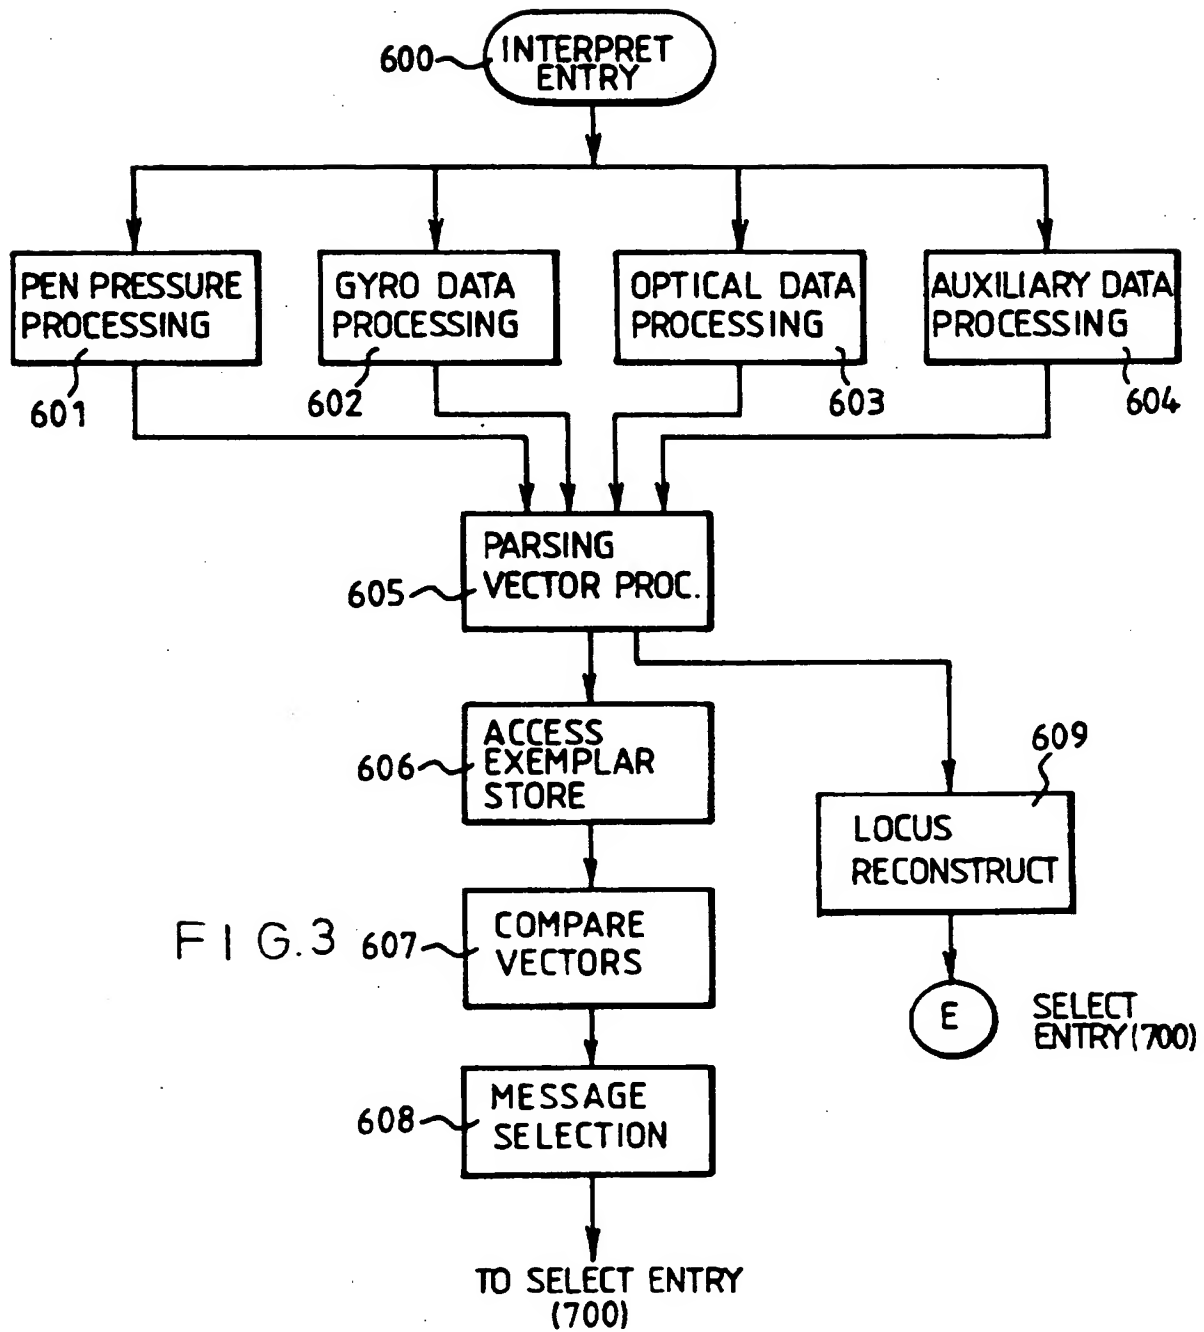 600
INTERPRET
ENTRY
PEN PRESSURE
PROCESSING
601
GYRO DATA
PROCESSING
602
OPTICAL DATA
PROCESSING
603
AUXILIARY DATA
PROCESSING
604
605
PARSING
VECTOR PROC.
606
ACCESS
EXEMPLAR
STORE
609
LOCUS
RECONSTRUCT
FIG.3
607
COMPARE
VECTORS
E
SELECT
ENTRY(700)
608
MESSAGE
SELECTION
TO SELECT ENTRY
(700)